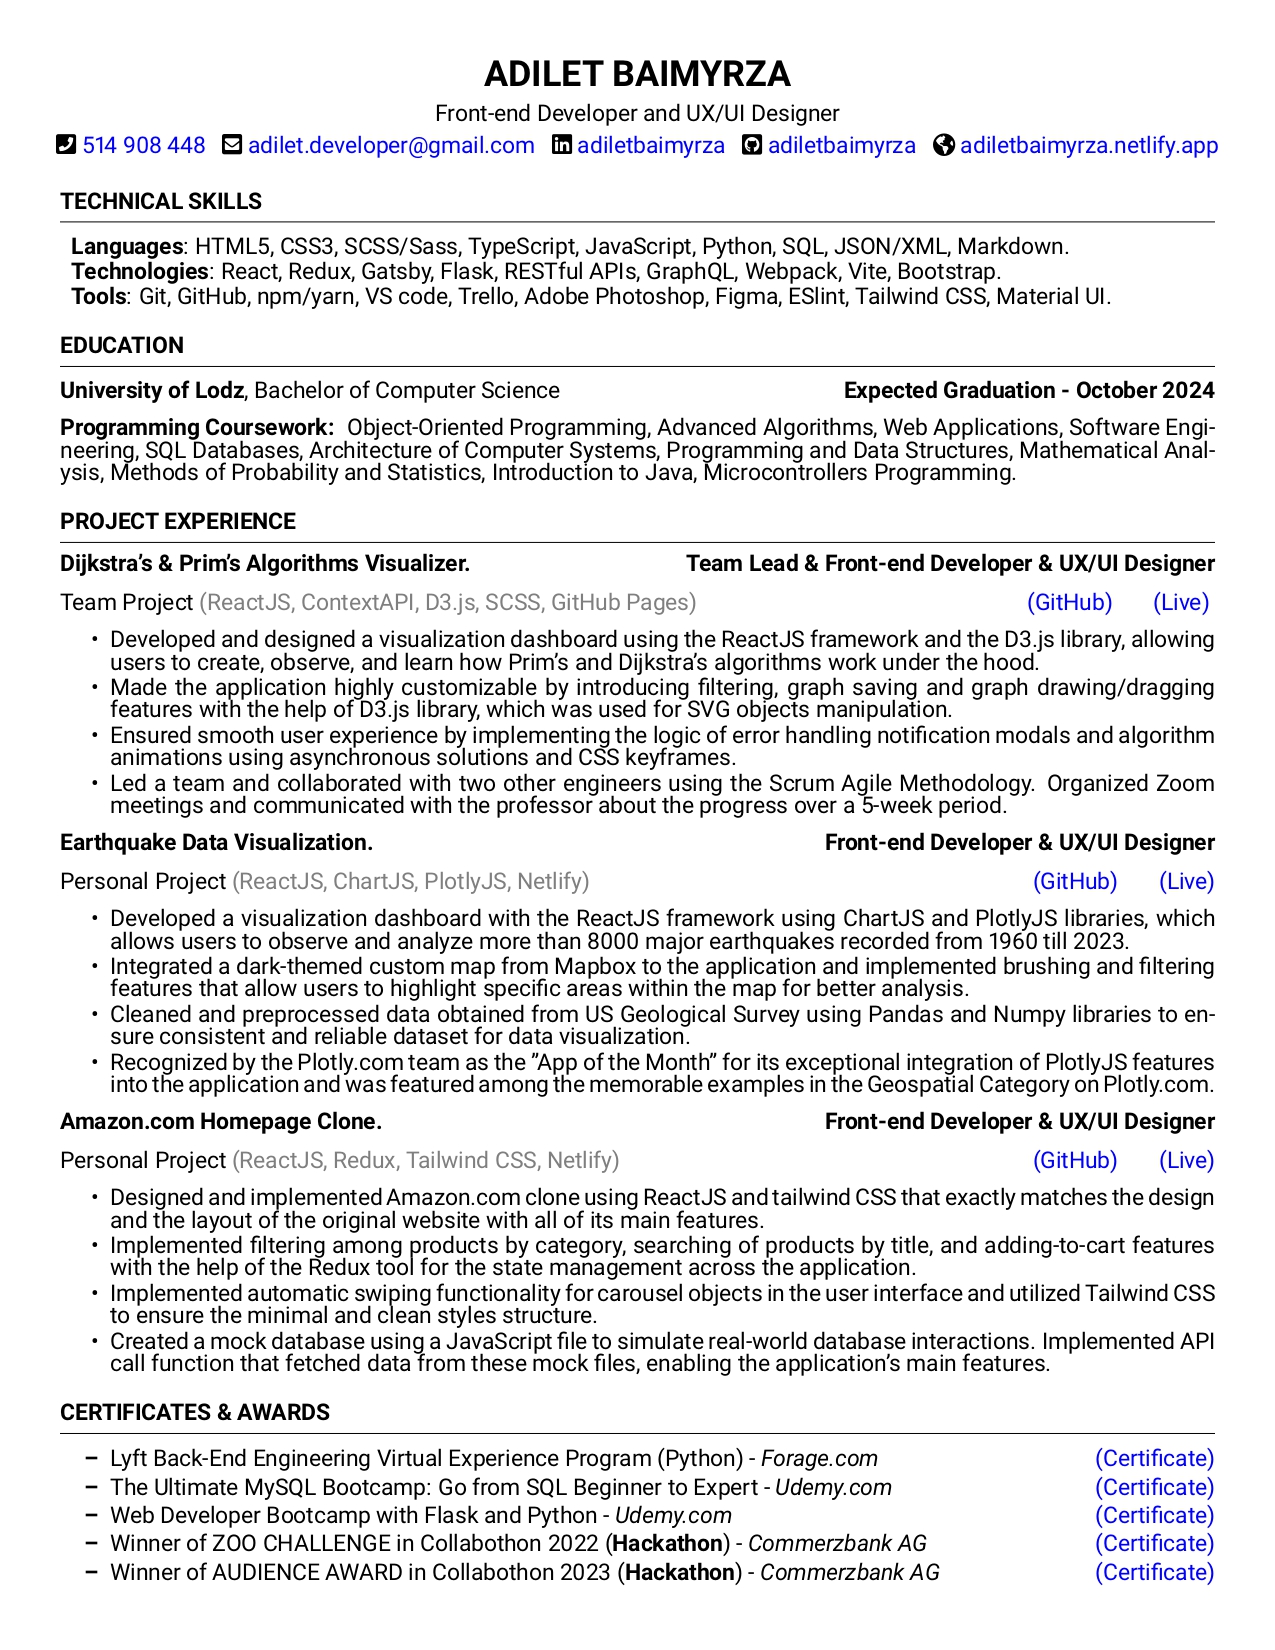 ADILET BAIMYRZA
Front-end Developer and UX/UI Designer
514 908 448 adilet.developer@gmail.com adiletbaimyrza adiletbaimyrza adiletbaimyrza.netlify.app
TECHNICAL SKILLS
Languages: HTML5, CSS3, SCSS/Sass, TypeScript, JavaScript, Python, SQL, JSON/XML, Markdown.
Technologies: React, Redux, Gatsby, Flask, RESTful APIs, GraphQL, Webpack, Vite, Bootstrap.
Tools: Git, GitHub, npm/yarn, VS code, Trello, Adobe Photoshop, Figma, ESlint, Tailwind CSS, Material UI.
EDUCATION
University of Lodz, Bachelor of Computer Science Expected Graduation - October 2024
Programming Coursework: Object-Oriented Programming, Advanced Algorithms, Web Applications, Software Engi-
neering, SQL Databases, Architecture of Computer Systems, Programming and Data Structures, Mathematical Anal-
ysis, Methods of Probability and Statistics, Introduction to Java, Microcontrollers Programming.
PROJECT EXPERIENCE
Dijkstra's & Prim's Algorithms Visualizer. Team Lead & Front-end Developer & UX/UI Designer
Team Project (ReactJS, ContextAPI, D3.js, SCSS, GitHub Pages) (GitHub) (Live)
• Developed and designed a visualization dashboard using the ReactJS framework and the D3.js library, allowing
users to create, observe, and learn how Prim's and Dijkstra's algorithms work under the hood.
• Made the application highly customizable by introducing filtering, graph saving and graph drawing/dragging
features with the help of D3.js library, which was used for SVG objects manipulation.
• Ensured smooth user experience by implementing the logic of error handling notification modals and algorithm
animations using asynchronous solutions and CSS keyframes.
• Led a team and collaborated with two other engineers using the Scrum Agile Methodology. Organized Zoom
meetings and communicated with the professor about the progress over a 5-week period.
Earthquake Data Visualization. Front-end Developer & UX/UI Designer
Personal Project (ReactJS, ChartJS, PlotlyJS, Netlify) (GitHub) (Live)
• Developed a visualization dashboard with the ReactJS framework using ChartJS and PlotlyJS libraries, which
allows users to observe and analyze more than 8000 major earthquakes recorded from 1960 till 2023.
• Integrated a dark-themed custom map from Mapbox to the application and implemented brushing and filtering
features that allow users to highlight specific areas within the map for better analysis.
• Cleaned and preprocessed data obtained from US Geological Survey using Pandas and Numpy libraries to en-
sure consistent and reliable dataset for data visualization.
• Recognized by the Plotly.com team as the "App of the Month" for its exceptional integration of PlotlyJS features
into the application and was featured among the memorable examples in the Geospatial Category on Plotly.com.
Amazon.com Homepage Clone. Front-end Developer & UX/UI Designer
Personal Project (ReactJS, Redux, Tailwind CSS, Netlify) (GitHub) (Live)
• Designed and implemented Amazon.com clone using ReactJS and tailwind CSS that exactly matches the design
and the layout of the original website with all of its main features.
• Implemented filtering among products by category, searching of products by title, and adding-to-cart features
with the help of the Redux tool for the state management across the application.
• Implemented automatic swiping functionality for carousel objects in the user interface and utilized Tailwind CSS
to ensure the minimal and clean styles structure.
• Created a mock database using a JavaScript file to simulate real-world database interactions. Implemented API
call function that fetched data from these mock files, enabling the application's main features.
CERTIFICATES & AWARDS
– Lyft Back-End Engineering Virtual Experience Program (Python) - Forage.com (Certificate)
– The Ultimate MySQL Bootcamp: Go from SQL Beginner to Expert - Udemy.com (Certificate)
– Web Developer Bootcamp with Flask and Python - Udemy.com (Certificate)
– Winner of ZOO CHALLENGE in Collabothon 2022 (Hackathon) - Commerzbank AG (Certificate)
– Winner of AUDIENCE AWARD in Collabothon 2023 (Hackathon) - Commerzbank AG (Certificate)